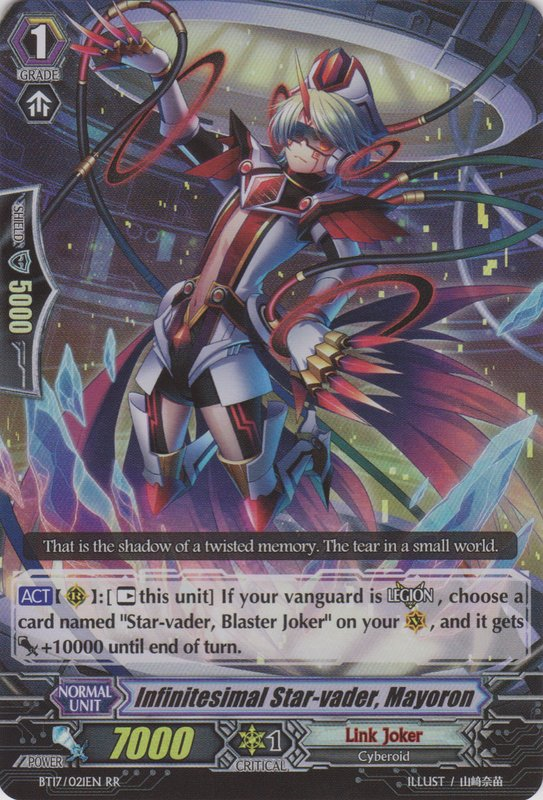 1
GRADE
SHIELD
5000
That is the shadow of a twisted memory. The tear in a small world.
ACT【 R 】:[ this unit] If your vanguard is LEGION , choose a
card named "Star-vader, Blaster Joker" on your V , and it gets
+10000 until end of turn.
NORMAL
UNIT
Infinitesimal Star-vader, Mayoron
POWER
7000
1
CRITICAL
Link Joker
Cyberoid
BT17/021EN RR
ILLUST / 山崎奈苗